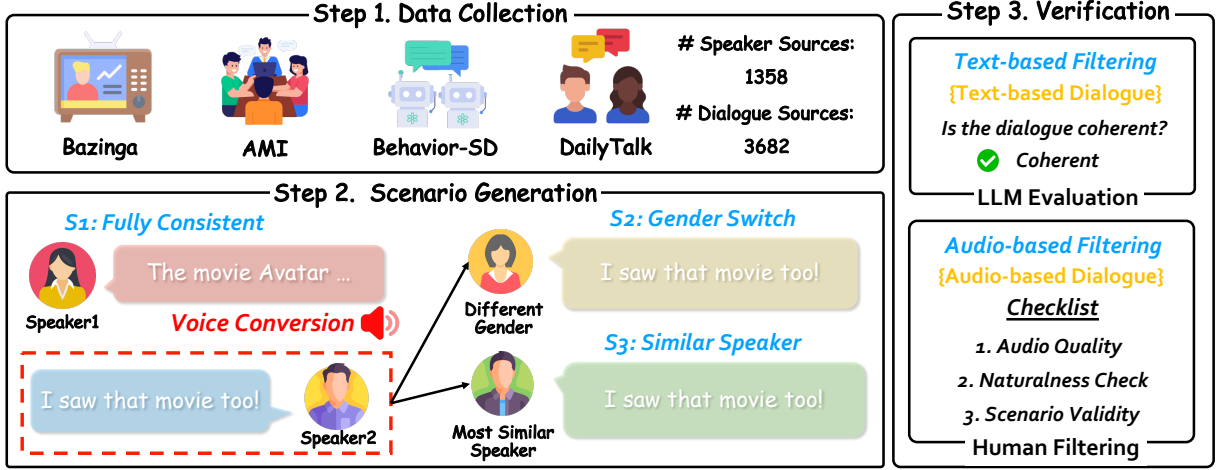 Step 1. Data Collection
Bazinga
AMI
Behavior-SD
DailyTalk
# Speaker Sources:
1358
# Dialogue Sources:
3682
Step 2. Scenario Generation
S1: Fully Consistent
The movie Avatar ...
Speaker1
Voice Conversion
I saw that movie too!
Speaker2
S2: Gender Switch
I saw that movie too!
Different
Gender
S3: Similar Speaker
I saw that movie too!
Most Similar
Speaker
Step 3. Verification
Text-based Filtering
{Text-based Dialogue}
Is the dialogue coherent?
Coherent
LLM Evaluation
Audio-based Filtering
{Audio-based Dialogue}
Checklist
1. Audio Quality
2. Naturalness Check
3. Scenario Validity
Human Filtering